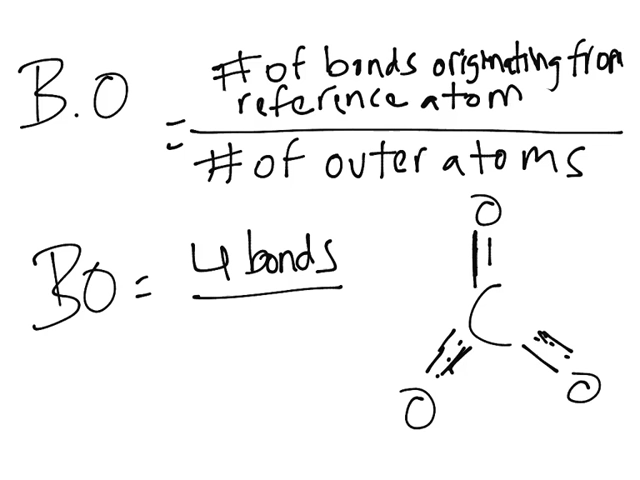 B.O = # of bonds originating from
reference atom
# of outer atoms
BO = 4 bonds
O
C
O O